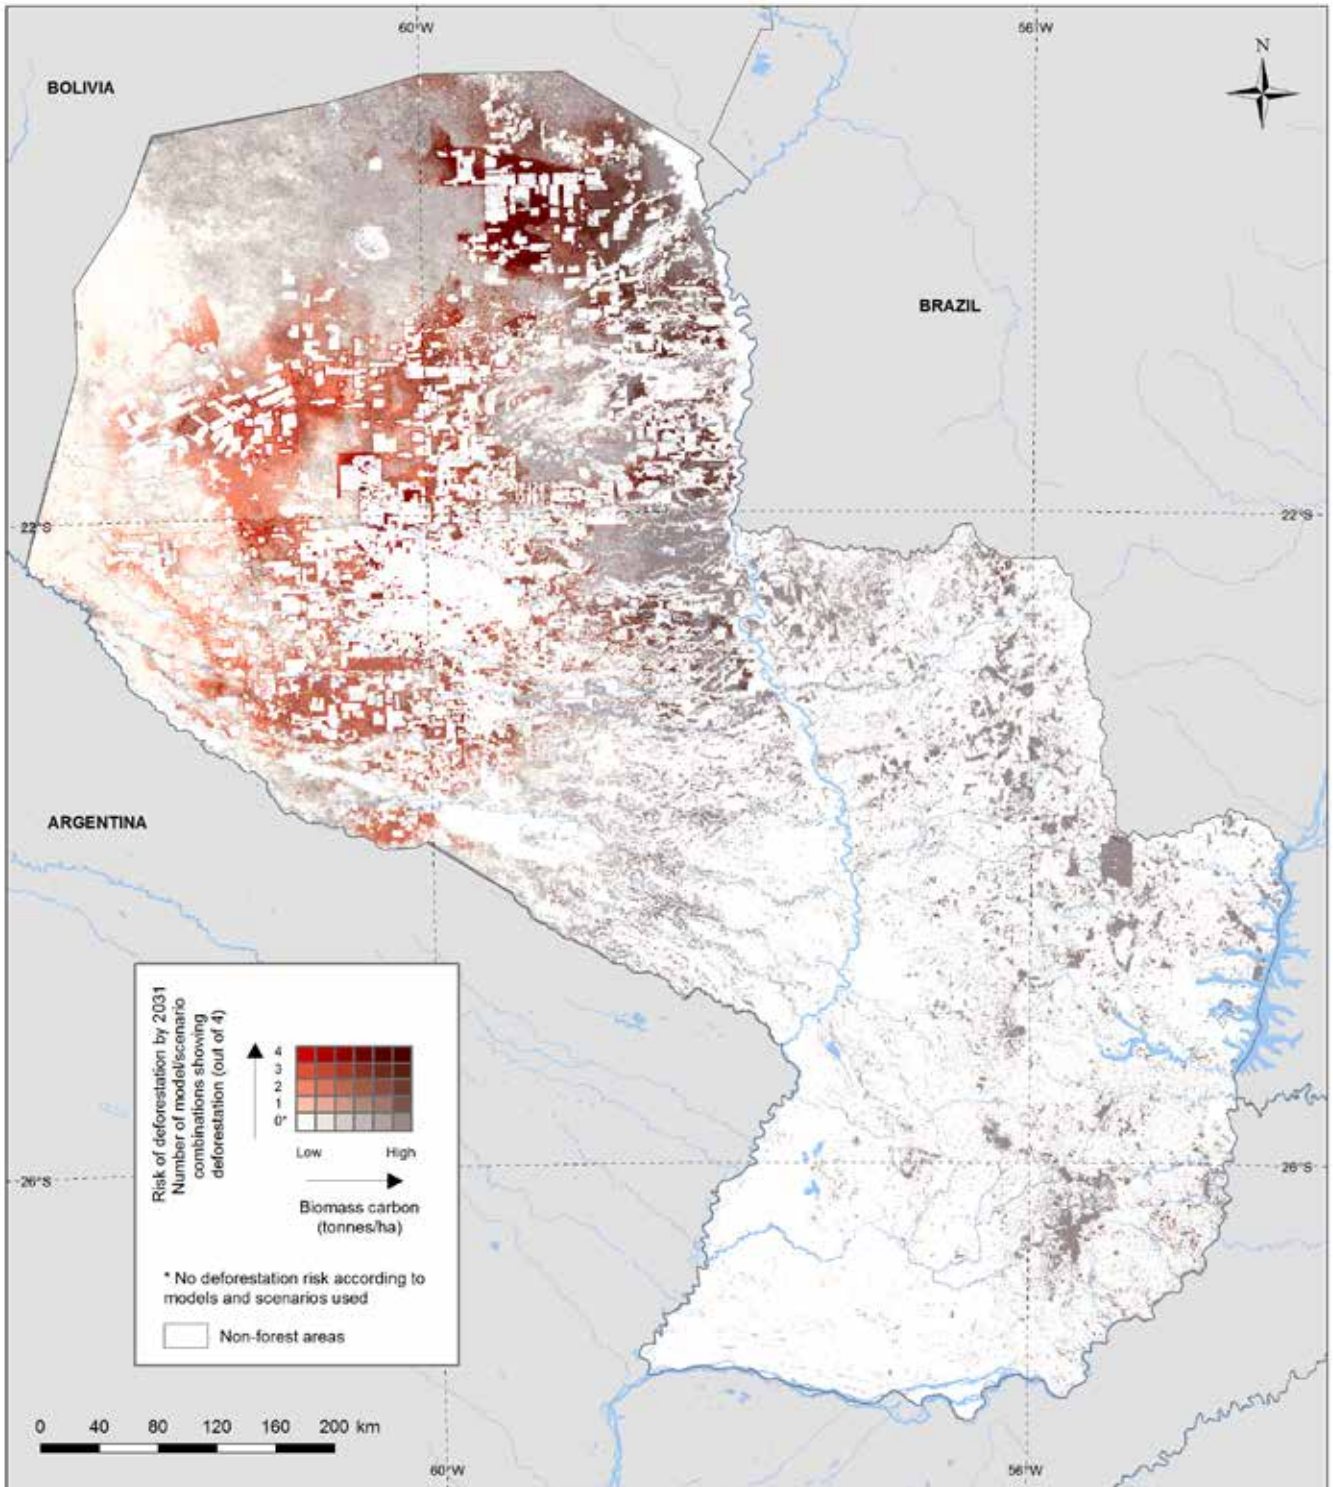 60°W
56°W
N
BOLIVIA
BRAZIL
22°S
22°S
ARGENTINA
Risk of deforestation by 2031
Number of model/scenario
combinations showing
deforestation (out of 4)
4
3
2
1
0*
Low
High
Biomass carbon
(tonnes/ha)
* No deforestation risk according to
models and scenarios used
Non-forest areas
26°S
26°S
0 40 80 120 160 200 km
60°W
56°W